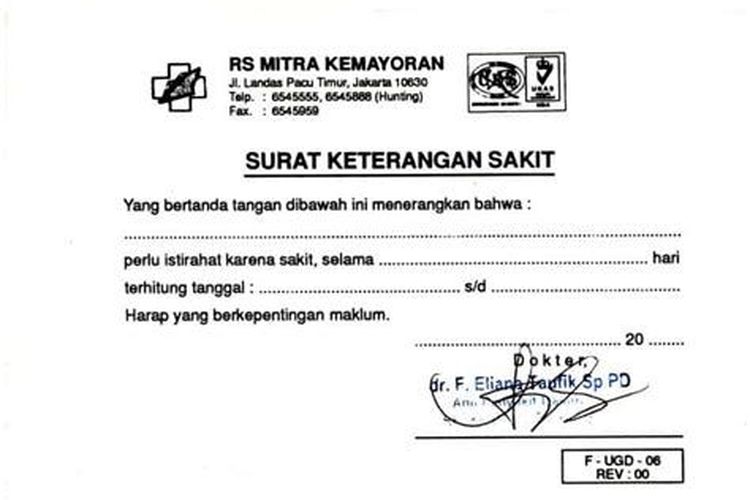 RS MITRA KEMAYORAN
Jl. Landas Pacu Timur, Jakarta 10630
Telp. : 6545555, 6545888 (Hunting)
Fax. : 6545959
UKAS
SURAT KETERANGAN SAKIT
Yang bertanda tangan dibawah ini menerangkan bahwa :
................................................................
perlu istirahat karena sakit, selama ................................ hari
terhitung tanggal : ................................ s/d ................................
Harap yang berkepentingan maklum.
................................ 20 ........
Dokter,
dr. F. Eliana Taufik Sp PD
F - UGD - 06
REV : 00